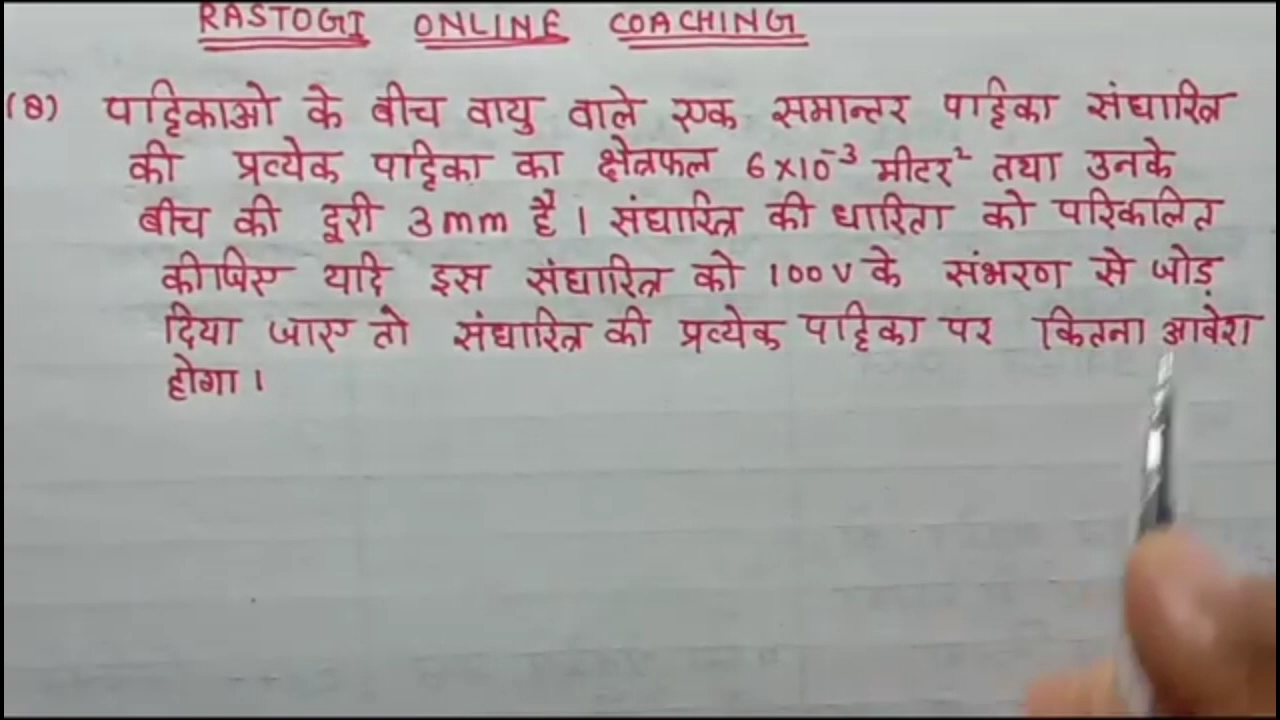 RASTOGI ONLINE COACHING
(8) पट्टिकाओ के बीच वायु वाले एक समान्तर पट्टिका संधारित्र
की प्रत्येक पट्टिका का क्षेत्रफल 6×10⁻³ मीटर² तथा उनके
बीच की दूरी 3mm है। संधारित्र की धारिता को परिकलित
कीजिए यदि इस संधारित्र को 100V के संभरण से जोड़
दिया जाए तो संधारित्र की प्रत्येक पट्टिका पर कितना आवेश
होगा।